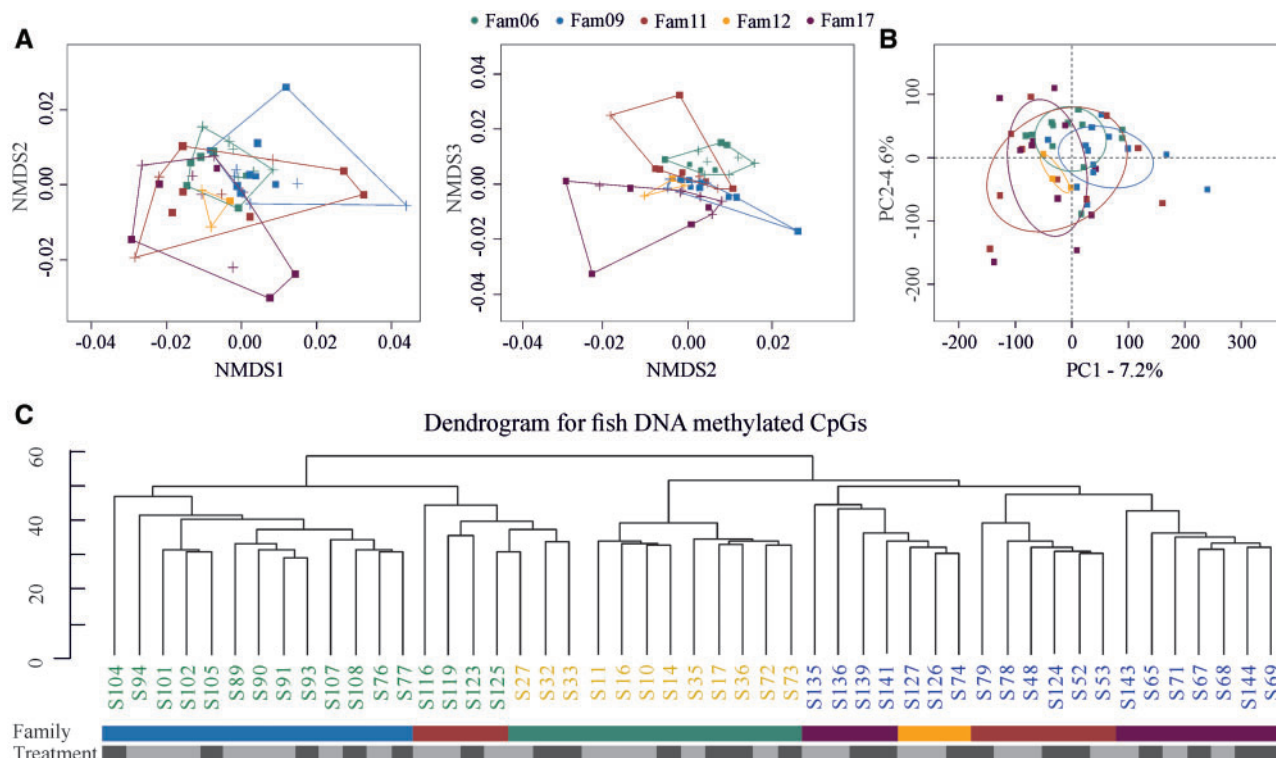 Fam06 Fam09 Fam11 Fam12 Fam17
A
B
0.02
0.00
-0.02
NMDS2
-0.04 -0.02 0.00 0.02 0.04
NMDS1
0.04
0.02
0.00
-0.02
-0.04
NMDS3
-0.04 -0.02 0.00 0.02
NMDS2
100
0
-100
-200
PC2-4.6%
-200 -100 0 100 200 300
PC1 - 7.2%
C
Dendrogram for fish DNA methylated CpGs
60
40
20
0
S104 S94 S101 S102 S105 S89 S90 S91 S93 S107 S108 S76 S77 S116 S119 S123 S125 S27 S32 S33 S11 S16 S10 S14 S35 S17 S36 S72 S73 S135 S136 S139 S141 S127 S126 S74 S79 S78 S48 S124 S52 S53 S143 S65 S71 S67 S68 S144 S69
Family
Treatment